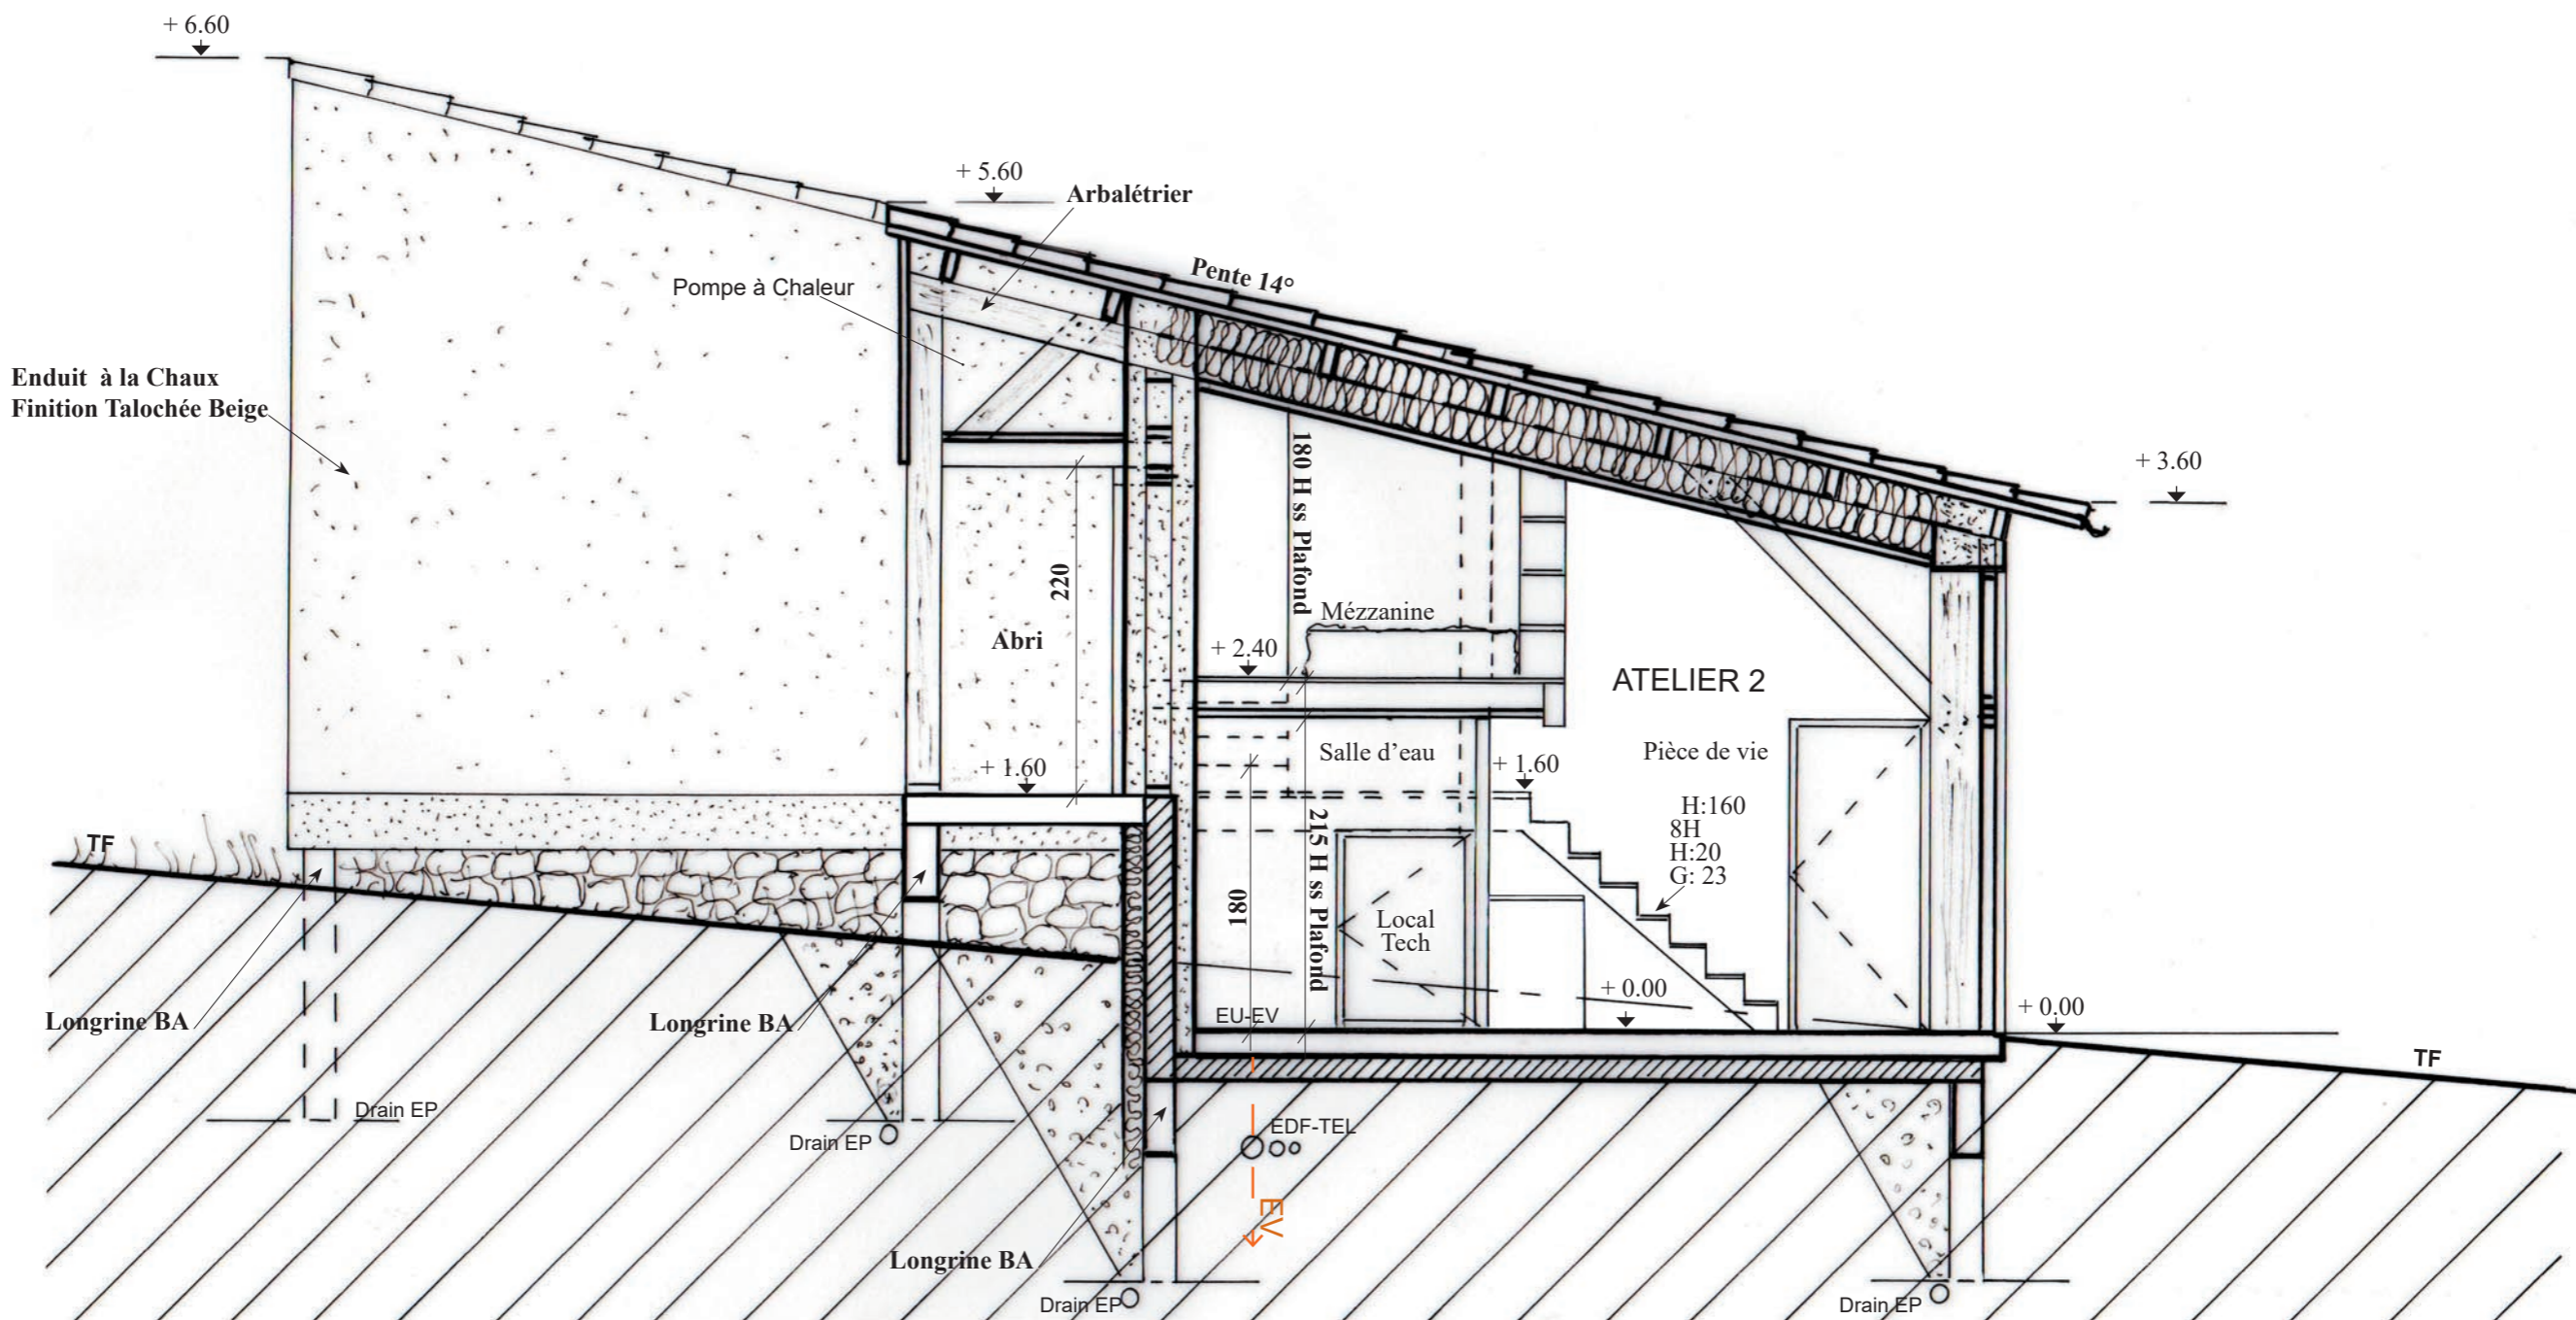 + 6.60
+ 5.60
Arbalétrier
Pente 14°
Pompe à Chaleur
Enduit à la Chaux
Finition Talochée Beige
+ 3.60
180 H ss Plafond
220
Mézzanine
Abri
+ 2.40
ATELIER 2
Salle d'eau
Pièce de vie
+ 1.60
+ 1.60
H:160
8H
H:20
G: 23
215 H ss Plafond
TF
180
Local
Tech
+ 0.00
EU-EV
+ 0.00
Longrine BA
Longrine BA
TF
Drain EP
Drain EP
EDF-TEL
EV
Longrine BA
Drain EP
Drain EP